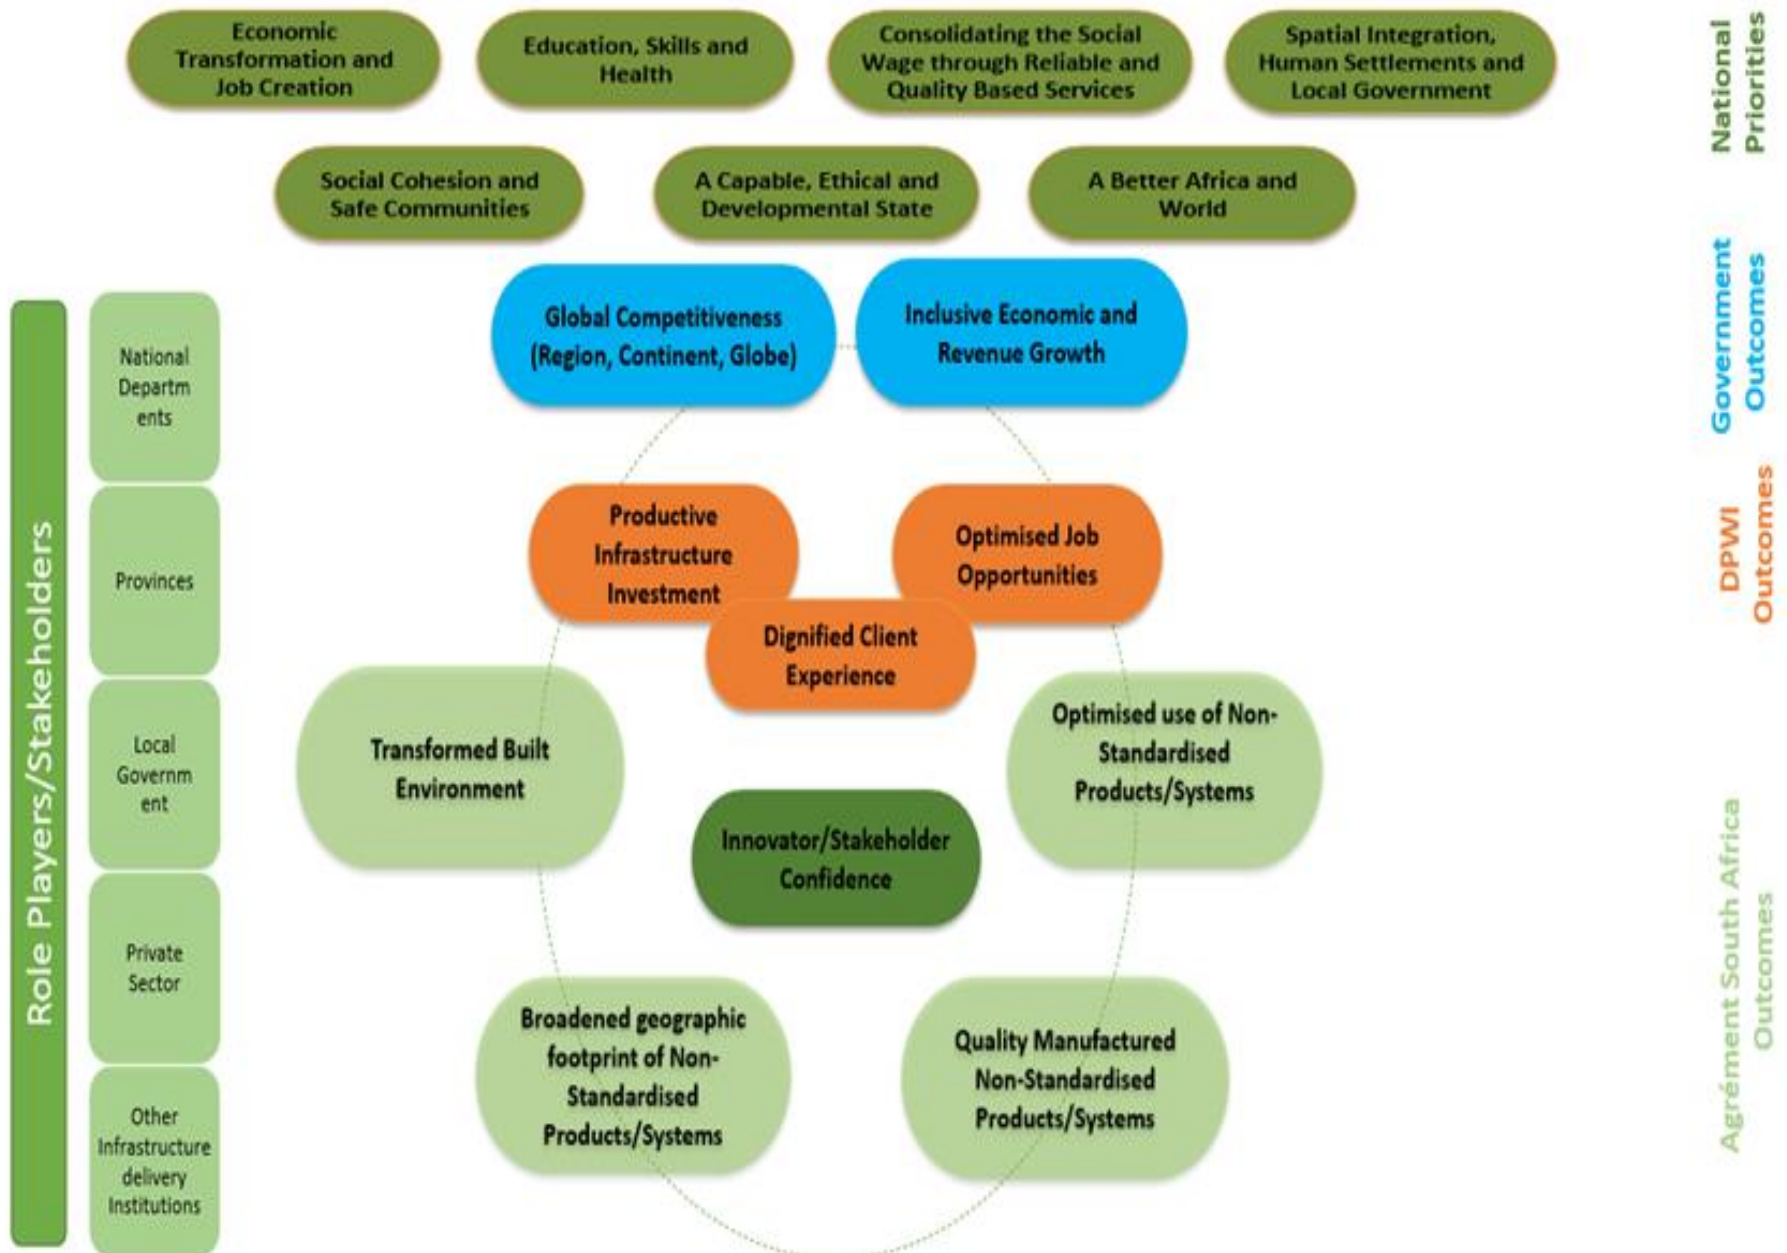 Economic
Transformation and
Job Creation
Education, Skills and
Health
Consolidating the Social
Wage through Reliable and
Quality Based Services
Spatial Integration,
Human Settlements and
Local Government
National
Priorities
Social Cohesion and
Safe Communities
A Capable, Ethical and
Developmental State
A Better Africa and
World
Global Competitiveness
(Region, Continent, Globe)
Inclusive Economic and
Revenue Growth
Government
Outcomes
Role Players/Stakeholders
National
Departm
ents
Provinces
Local
Governm
ent
Private
Sector
Other
Infrastructure
delivery
Institutions
Productive
Infrastructure
Investment
Optimised Job
Opportunities
Dignified Client
Experience
DPWI
Outcomes
Transformed Built
Environment
Optimised use of Non-
Standardised
Products/Systems
Innovator/Stakeholder
Confidence
Broadened geographic
footprint of Non-
Standardised
Products/Systems
Quality Manufactured
Non-Standardised
Products/Systems
Agrément South Africa
Outcomes